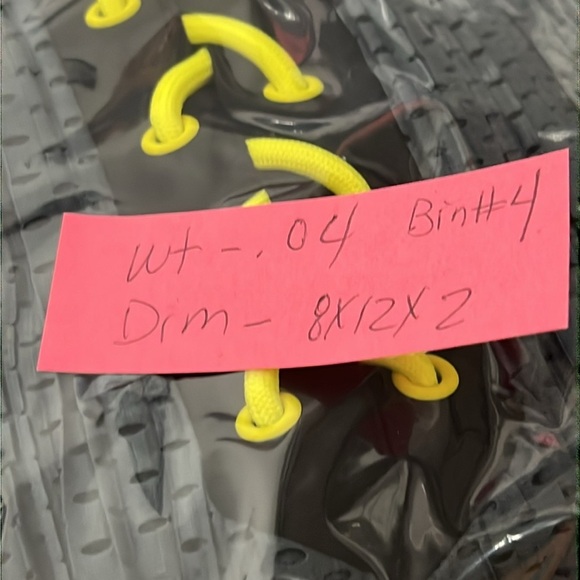 Wt -. 04 Bin#4
Dim - 8X12X2